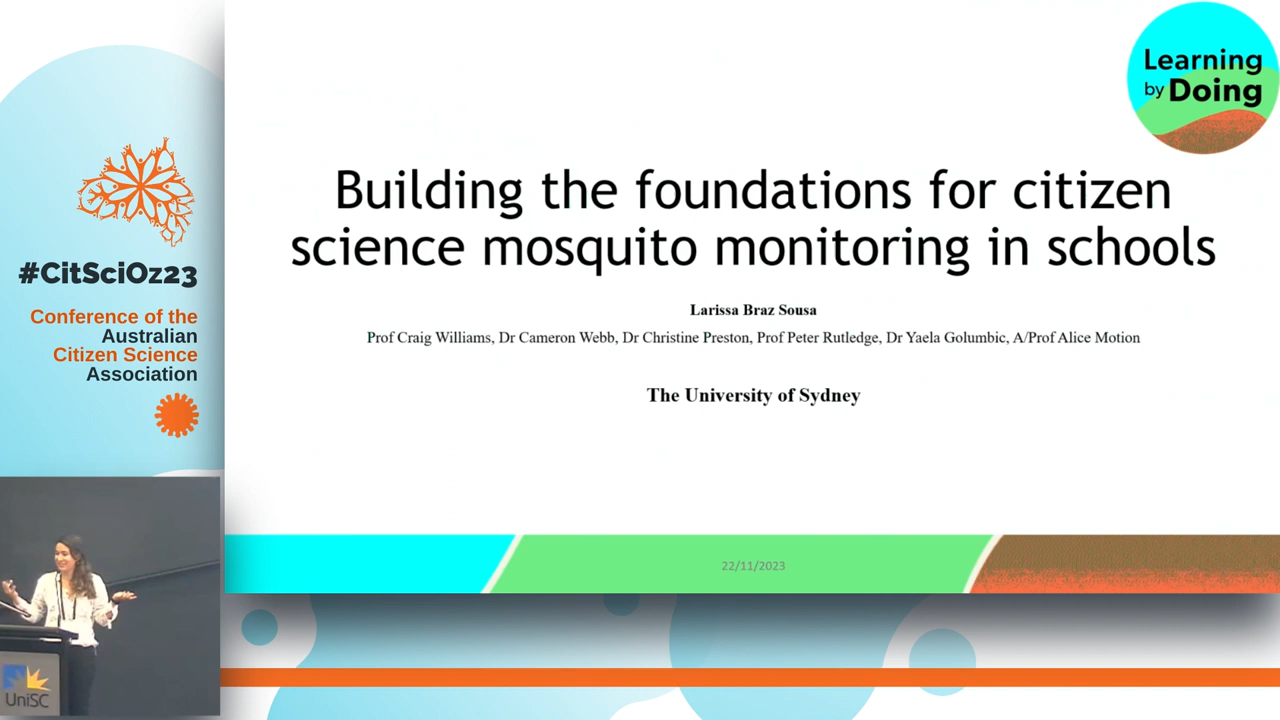 Learning
by Doing
Building the foundations for citizen
science mosquito monitoring in schools
Larissa Braz Sousa
Prof Craig Williams, Dr Cameron Webb, Dr Christine Preston, Prof Peter Rutledge, Dr Yaela Golumbic, A/Prof Alice Motion
The University of Sydney
22/11/2023
#CitSciOz23
Conference of the
Australian
Citizen Science
Association
UniSC